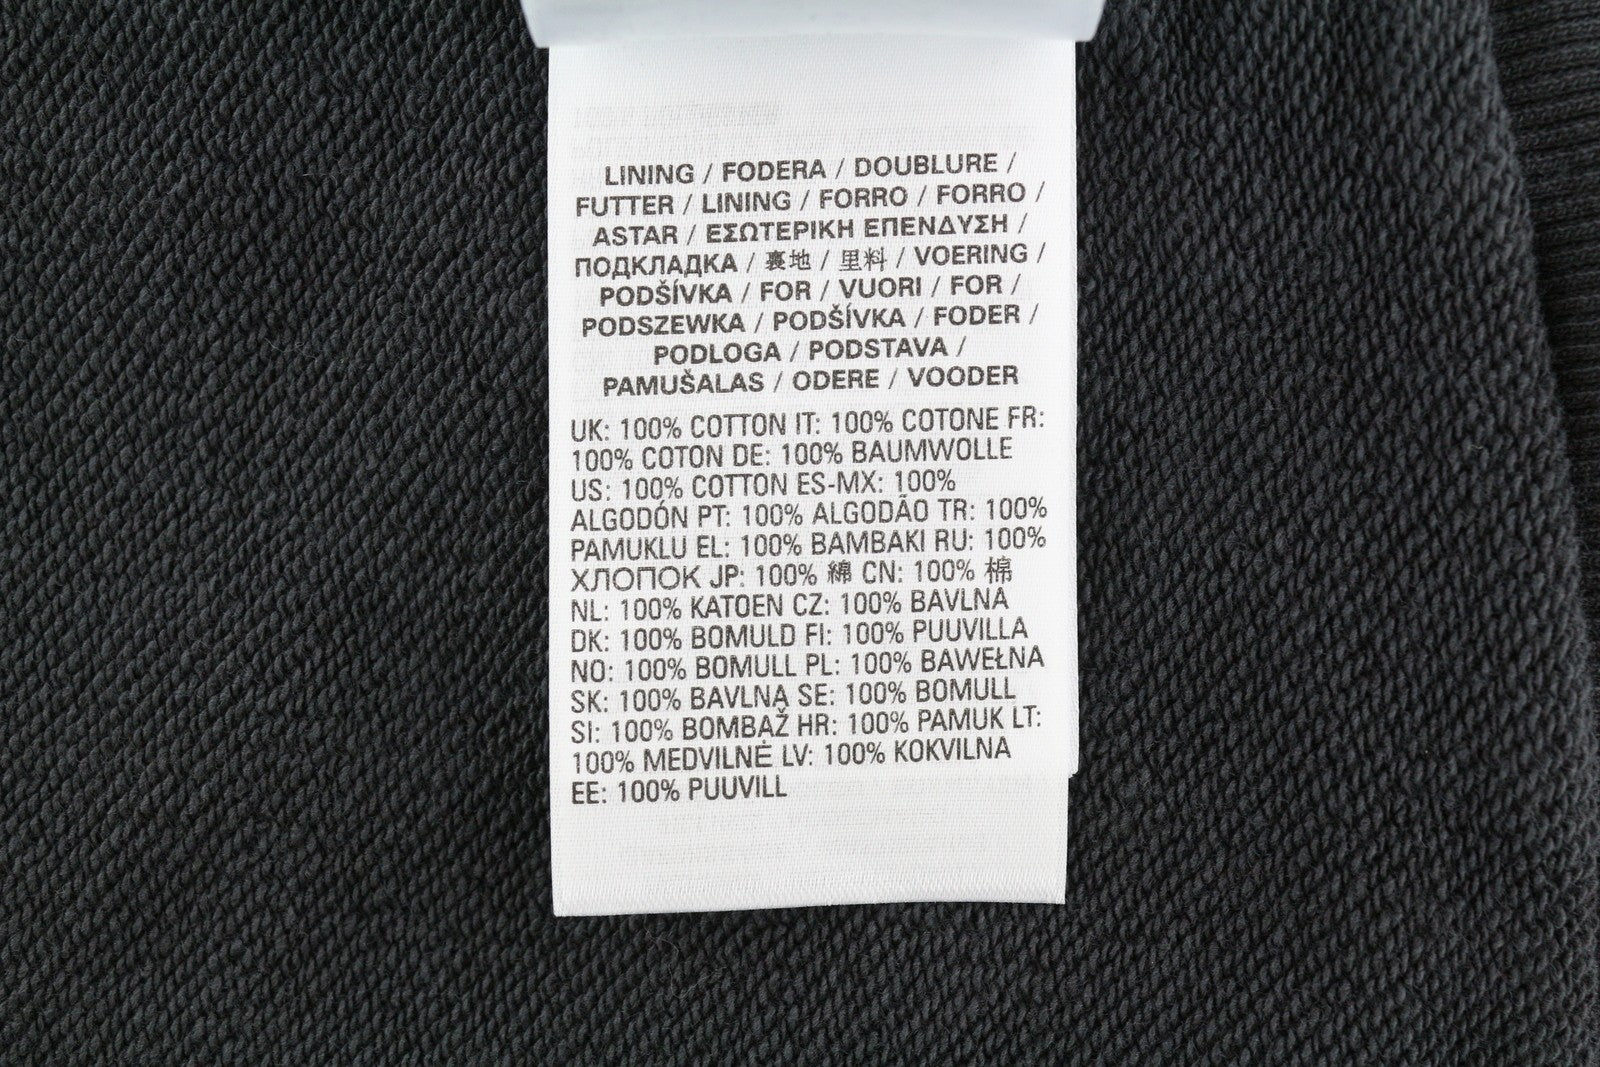 LINING / FODERA / DOUBLURE /
FUTTER / LINING / FORRO / FORRO /
ASTAR / ΕΣΩΤΕΡΙΚΗ ΕΠΕΝΔΥΣΗ /
ПОДКЛАДКА / 裏地 / 里料 / VOERING /
PODŠÍVKA / FOR / VUORI / FOR /
PODSZEWKA / PODŠÍVKA / FODER /
PODLOGA / PODSTAVA /
PAMUŠALAS / ODERE / VOODER
UK: 100% COTTON IT: 100% COTONE FR:
100% COTON DE: 100% BAUMWOLLE
US: 100% COTTON ES-MX: 100%
ALGODÓN PT: 100% ALGODÃO TR: 100%
PAMUKLU EL: 100% ΒΑΜΒΑΚΙ RU: 100%
ХЛОПОК JP: 100% 綿 CN: 100% 棉
NL: 100% KATOEN CZ: 100% BAVLNA
DK: 100% BOMULD FI: 100% PUUVILLA
NO: 100% BOMULL PL: 100% BAWEŁNA
SK: 100% BAVLNĄ SE: 100% BOMULL
SI: 100% BOMBAŽ HR: 100% PAMUK LT:
100% MEDVILNĖ LV: 100% KOKVILNA
EE: 100% PUUVILL